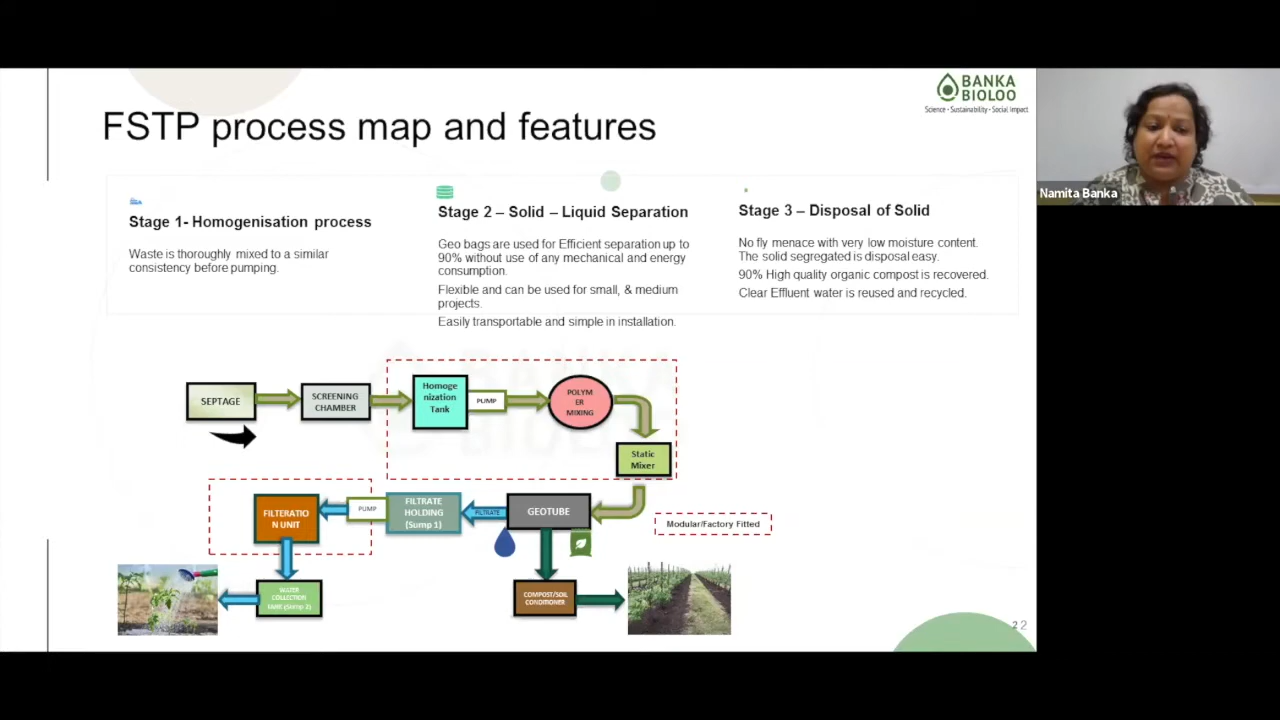 BANKA
BIOLOO
Science • Sustainability • Social Impact
FSTP process map and features
Namita Banka
Stage 1- Homogenisation process
Waste is thoroughly mixed to a similar
consistency before pumping.
Stage 2 – Solid – Liquid Separation
Geo bags are used for Efficient separation up to
90% without use of any mechanical and energy
consumption.
Flexible and can be used for small, & medium
projects.
Easily transportable and simple in installation.
Stage 3 – Disposal of Solid
No fly menace with very low moisture content.
The solid segregated is disposal easy.
90% High quality organic compost is recovered.
Clear Effluent water is reused and recycled.
SEPTAGE
SCREENING
CHAMBER
Homoge
nization
Tank
PUMP
POLYM
ER
MIXING
Static
Mixer
FILTERATIO
N UNIT
PUMP
FILTRATE
HOLDING
(Sump 1)
FILTRATE
GEOTUBE
Modular/Factory Fitted
WATER
COLLECTION
TANK (Sump 2)
COMPOST/SOIL
CONDITIONER
22